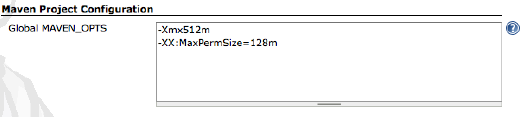 Maven Project Configuration
Global MAVEN_OPTS
-Xmx512m
-XX:MaxPermSize=128m
?